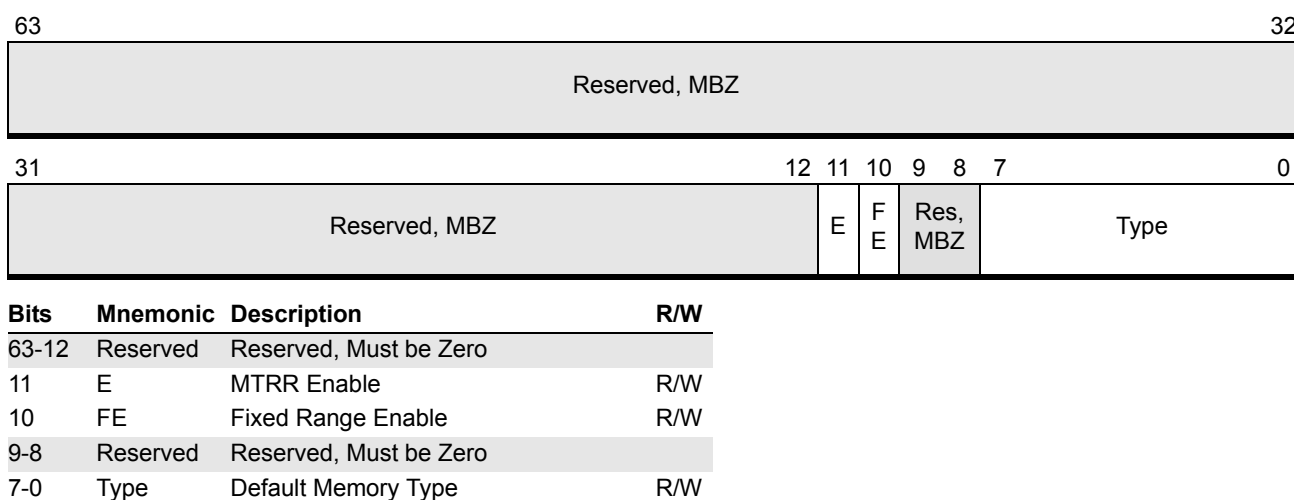 63 32
Reserved, MBZ
31 12 11 10 9 8 7 0
Reserved, MBZ E F E Res, MBZ Type
Bits Mnemonic Description R/W
63-12 Reserved Reserved, Must be Zero
11 E MTRR Enable R/W
10 FE Fixed Range Enable R/W
9-8 Reserved Reserved, Must be Zero
7-0 Type Default Memory Type R/W